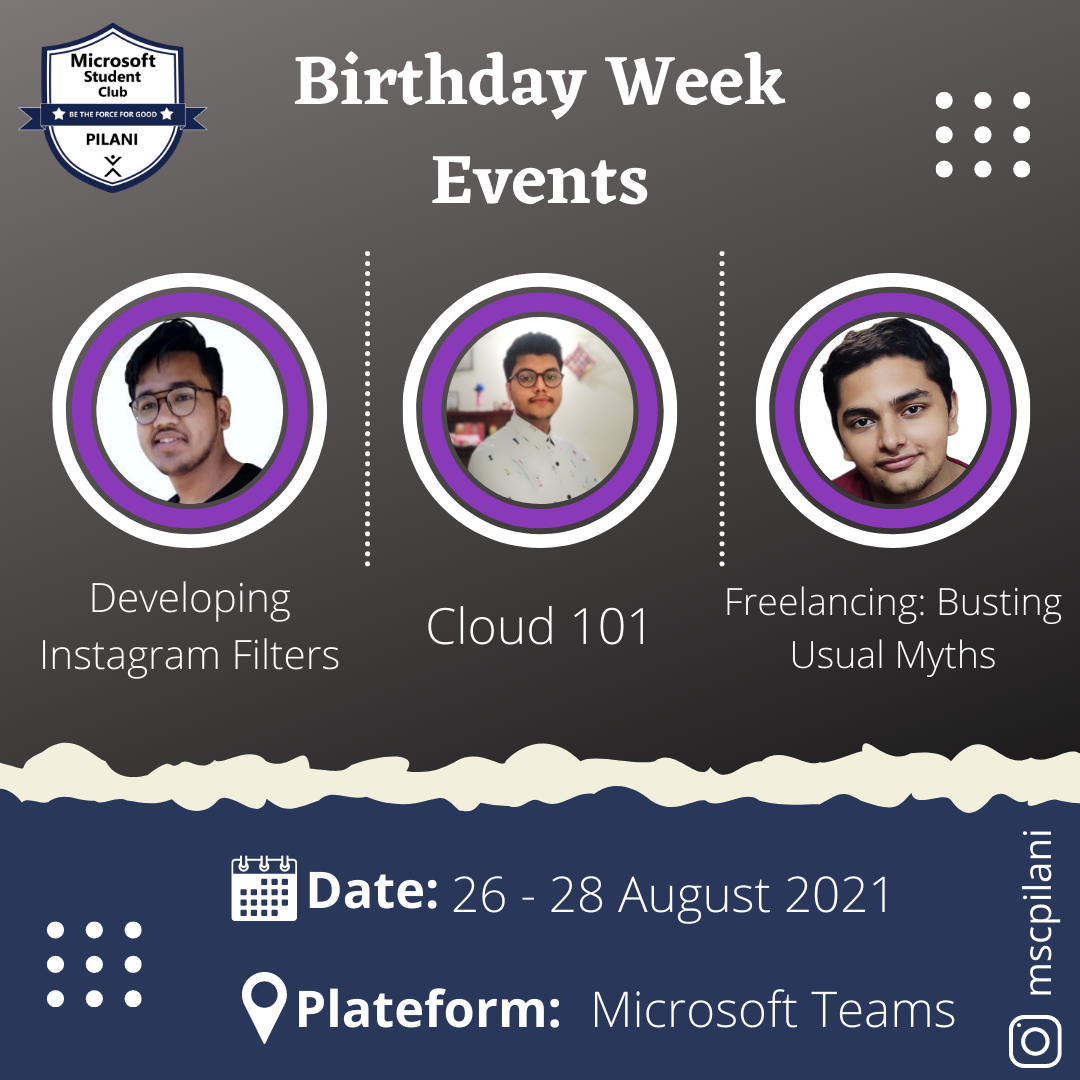 Microsoft
Student
Club
BE THE FORCE FOR GOOD
PILANI
Birthday Week
Events
Developing
Instagram Filters
Cloud 101
Freelancing: Busting
Usual Myths
Date: 26 - 28 August 2021
Plateform: Microsoft Teams
mscpilani